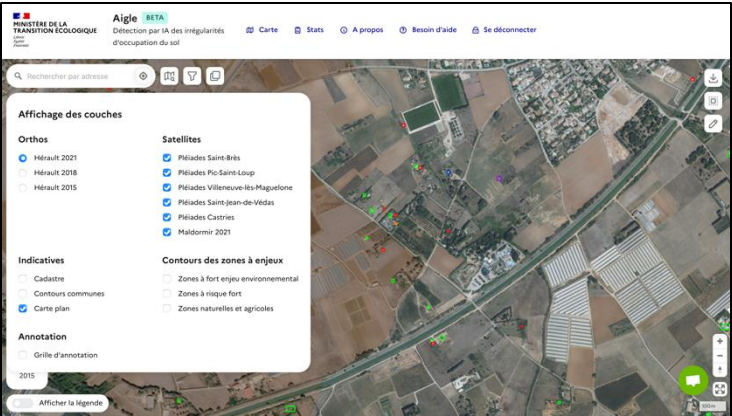 MINISTÈRE DE LA
TRANSITION ÉCOLOGIQUE
Liberté
Égalité
Fraternité
Aigle BETA
Détection par IA des irrégularités
d'occupation du sol
Carte
Stats
A propos
Besoin d'aide
Se déconnecter
Rechercher par adresse
Affichage des couches
Orthos
Hérault 2021
Hérault 2018
Hérault 2015
Satellites
Pléiades Saint-Brès
Pléiades Pic-Saint-Loup
Pléiades Villeneuve-lès-Maguelone
Pléiades Saint-Jean-de-Védas
Pléiades Castries
Maldormir 2021
Indicatives
Cadastre
Contours communes
Carte plan
Contours des zones à enjeux
Zones à fort enjeu environnemental
Zones à risque fort
Zones naturelles et agricoles
Annotation
Grille d'annotation
2015
Afficher la légende
100m